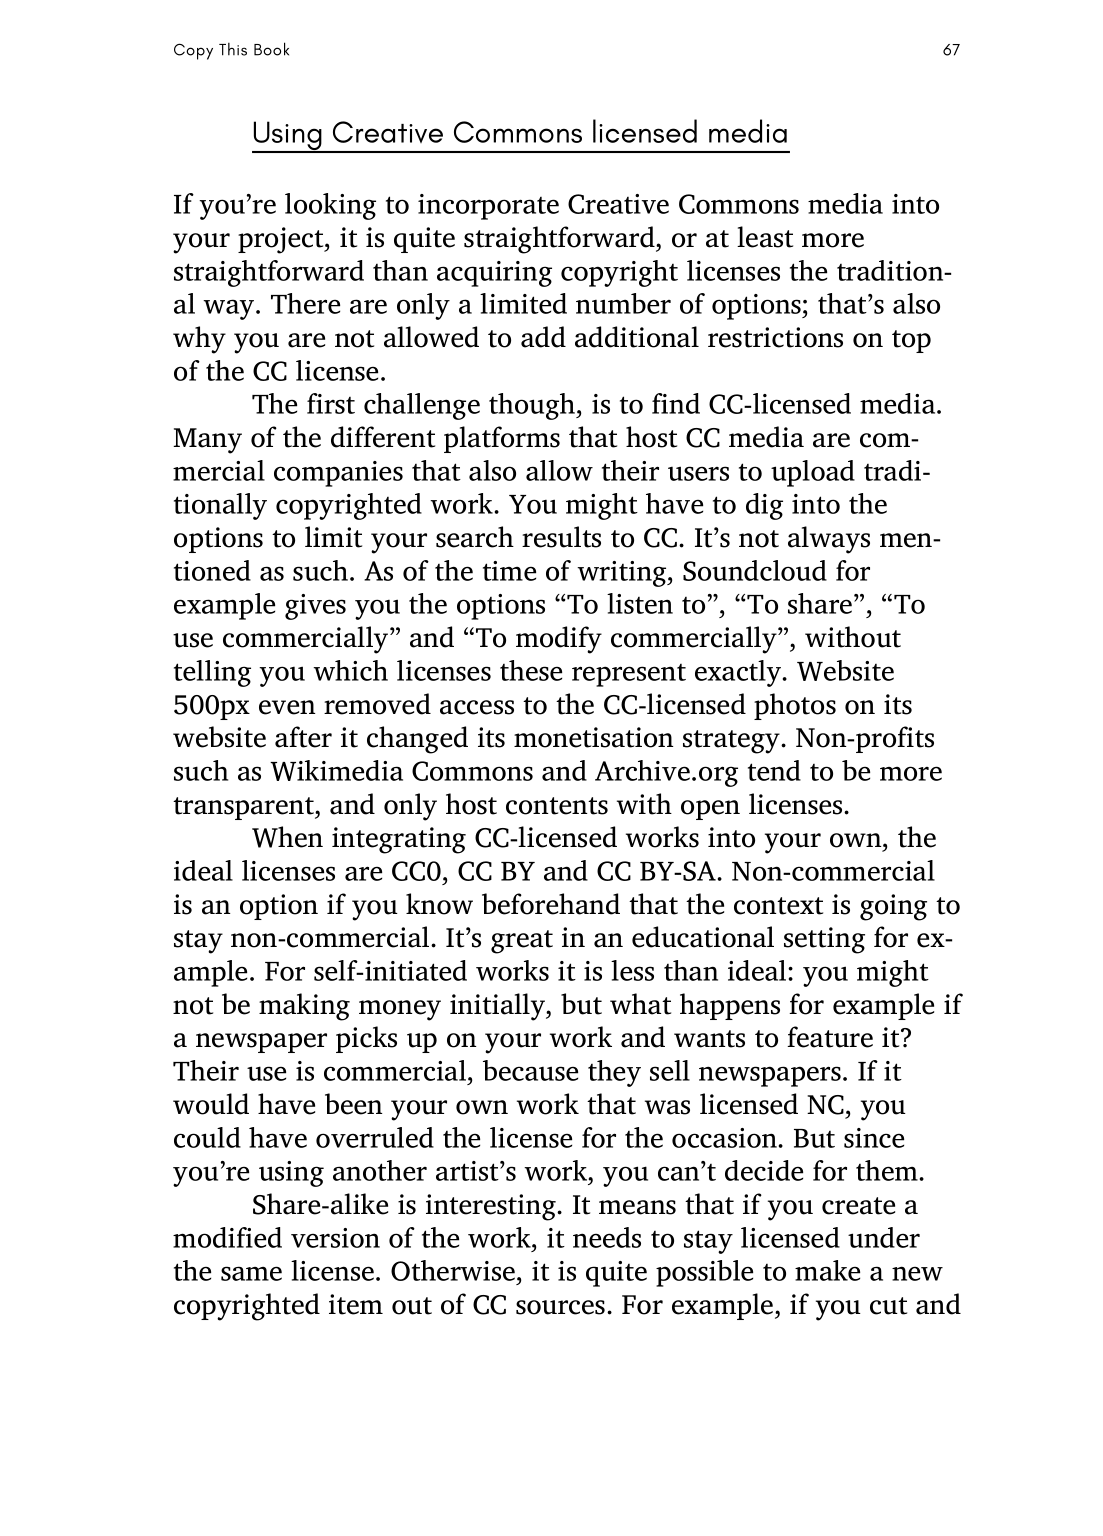 Copy This Book 67
Using Creative Commons licensed media
If you’re looking to incorporate Creative Commons media into
your project, it is quite straightforward, or at least more
straightforward than acquiring copyright licenses the tradition-
al way. There are only a limited number of options; that’s also
why you are not allowed to add additional restrictions on top
of the CC license.
The first challenge though, is to find CC-licensed media.
Many of the different platforms that host CC media are com-
mercial companies that also allow their users to upload tradi-
tionally copyrighted work. You might have to dig into the
options to limit your search results to CC. It’s not always men-
tioned as such. As of the time of writing, Soundcloud for
example gives you the options “To listen to”, “To share”, “To
use commercially” and “To modify commercially”, without
telling you which licenses these represent exactly. Website
500px even removed access to the CC-licensed photos on its
website after it changed its monetisation strategy. Non-profits
such as Wikimedia Commons and Archive.org tend to be more
transparent, and only host contents with open licenses.
When integrating CC-licensed works into your own, the
ideal licenses are CC0, CC BY and CC BY-SA. Non-commercial
is an option if you know beforehand that the context is going to
stay non-commercial. It’s great in an educational setting for ex-
ample. For self-initiated works it is less than ideal: you might
not be making money initially, but what happens for example if
a newspaper picks up on your work and wants to feature it?
Their use is commercial, because they sell newspapers. If it
would have been your own work that was licensed NC, you
could have overruled the license for the occasion. But since
you’re using another artist’s work, you can’t decide for them.
Share-alike is interesting. It means that if you create a
modified version of the work, it needs to stay licensed under
the same license. Otherwise, it is quite possible to make a new
copyrighted item out of CC sources. For example, if you cut and